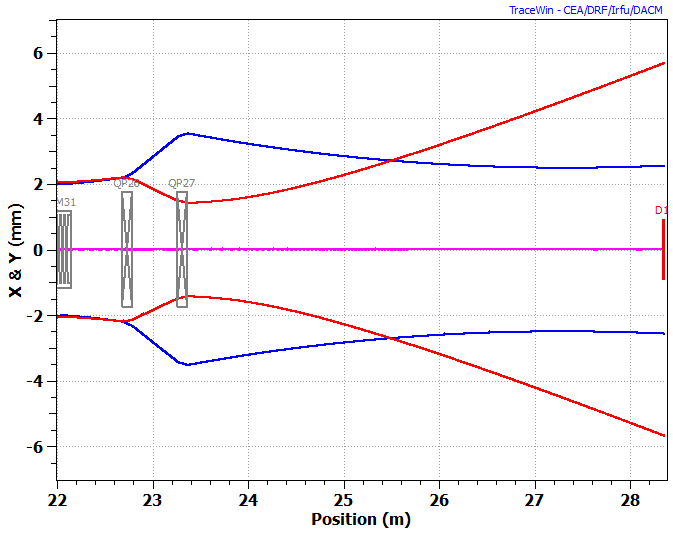 TraceWin - CEA/DRF/Irfu/DACM
6
4
2
0
-2
-4
-6
X & Y (mm)
M31
QP26
QP27
D1
22 23 24 25 26 27 28
Position (m)